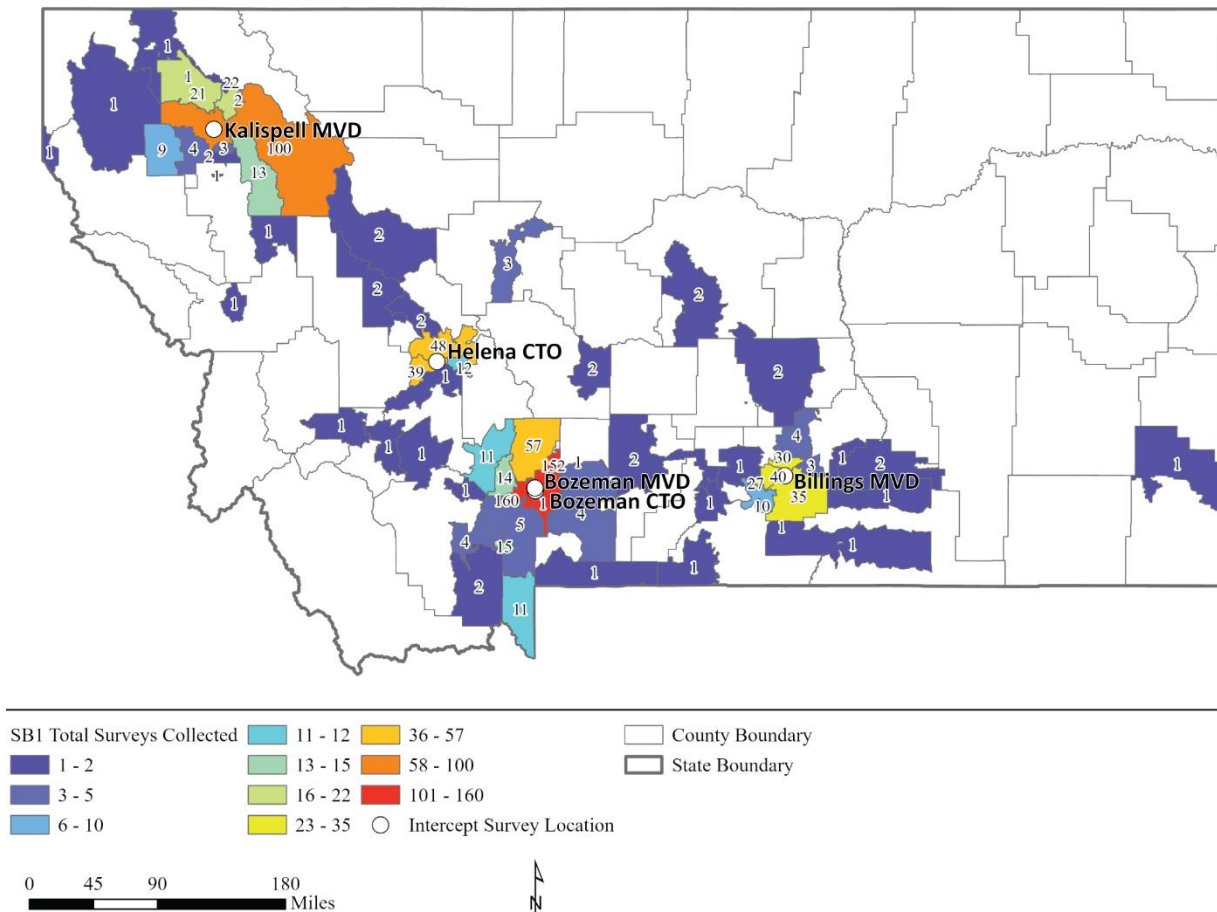 1
1
21
22
2
Kalispell MVD
1
100
1
9
4
2
3
1
13
1
2
3
2
2
1
2
48
Helena CTO
12
39
1
2
2
1
1
1
11
57
14
152
1
Bozeman MVD
Bozeman CTO
160
1
1
5
4
4
15
2
11
1
1
2
1
1
4
30
3
40
Billings MVD
27
35
10
1
2
1
1
1
1
SB1 Total Surveys Collected
1 - 2
3 - 5
6 - 10
11 - 12
13 - 15
16 - 22
23 - 35
36 - 57
58 - 100
101 - 160
Intercept Survey Location
County Boundary
State Boundary
0 45 90 180
Miles
N